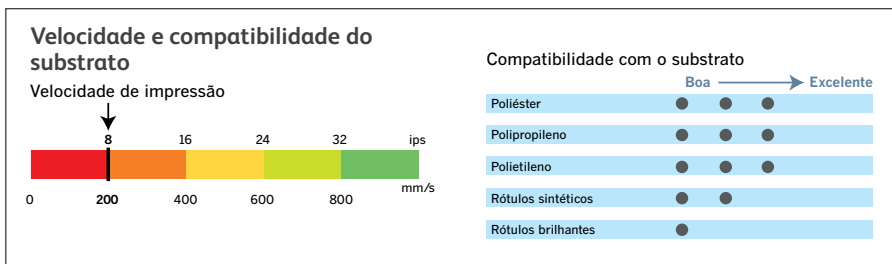 Velocidade e compatibilidade do
substrato
Velocidade de impressão
8 16 24 32 ips
mm/s
0 200 400 600 800
Compatibilidade com o substrato
Boa Excelente
Poliéster
Polipropileno
Polietileno
Rótulos sintéticos
Rótulos brilhantes